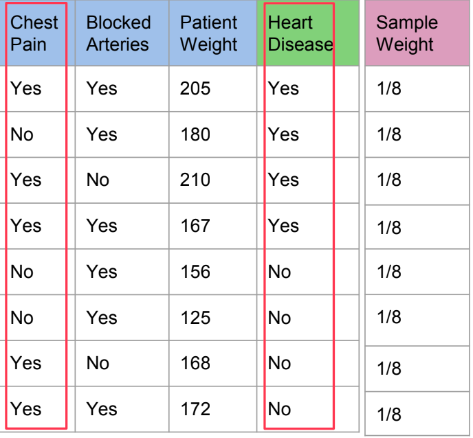 Chest Pain Blocked Arteries Patient Weight Heart Disease Sample Weight
Yes Yes 205 Yes 1/8
No Yes 180 Yes 1/8
Yes No 210 Yes 1/8
Yes Yes 167 Yes 1/8
No Yes 156 No 1/8
No Yes 125 No 1/8
Yes No 168 No 1/8
Yes Yes 172 No 1/8